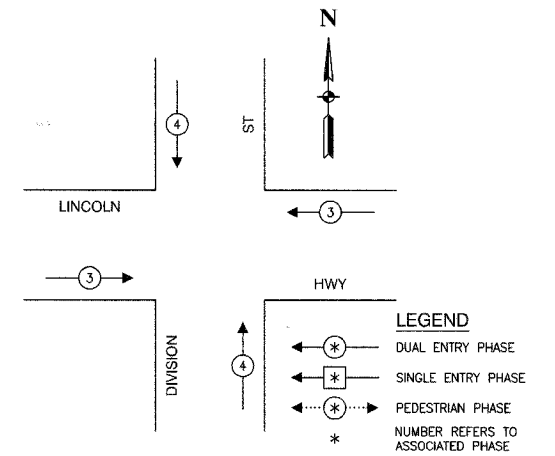 N
4
ST
LINCOLN
3
3
HWY
DIVISION
4
LEGEND
* DUAL ENTRY PHASE
* SINGLE ENTRY PHASE
* PEDESTRIAN PHASE
* NUMBER REFERS TO
ASSOCIATED PHASE